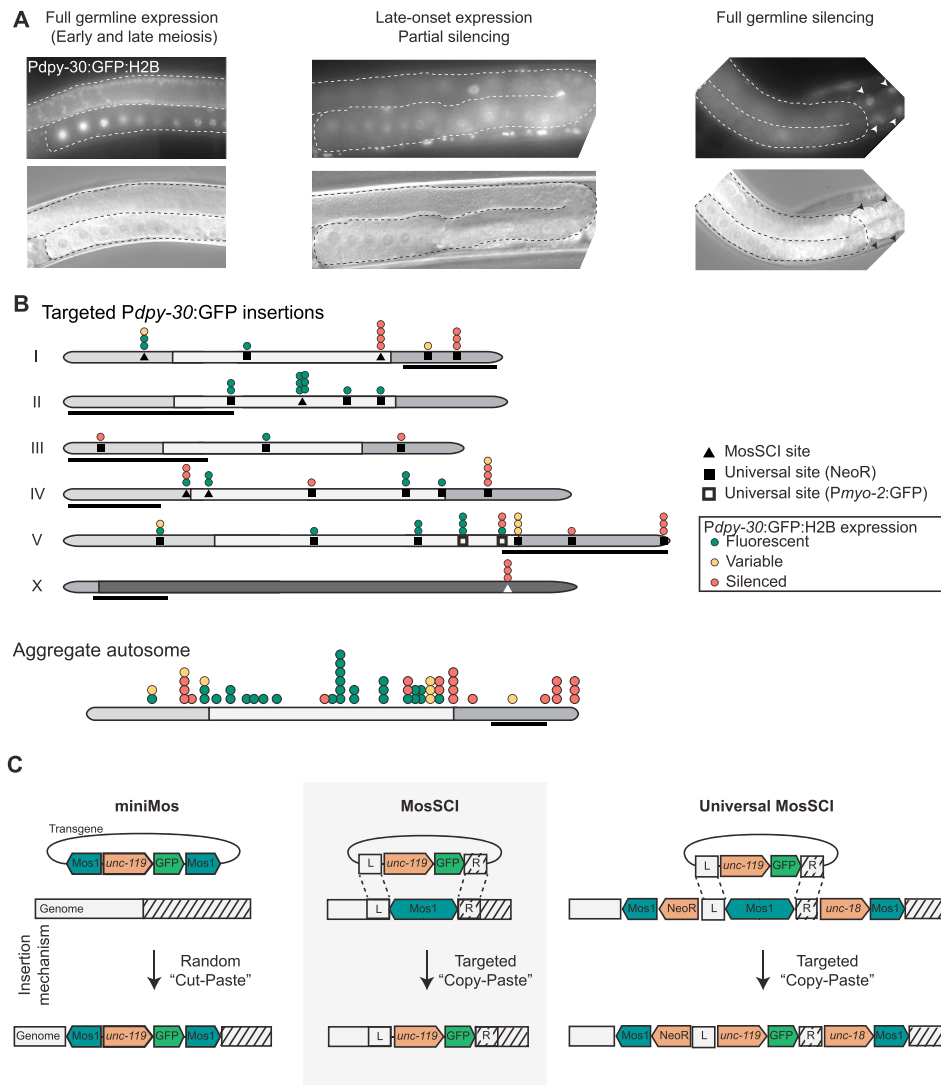 A
Full germline expression
(Early and late meiosis)
Late-onset expression
Partial silencing
Full germline silencing
Pdpy-30:GFP:H2B
B
Targeted Pdpy-30:GFP insertions
I
II
III
IV
V
X
MosSCI site
Universal site (NeoR)
Universal site (Pmyo-2:GFP)
Pdpy-30:GFP:H2B expression
Fluorescent
Variable
Silenced
Aggregate autosome
C
miniMos
Transgene
Mos1 unc-119 GFP Mos1
Genome
Insertion
mechanism
Random
“Cut-Paste”
Genome Mos1 unc-119 GFP Mos1
MosSCI
L unc-119 GFP R
L Mos1 R
Targeted
“Copy-Paste”
L unc-119 GFP R
Universal MosSCI
L unc-119 GFP R
Mos1 NeoR L Mos1 R unc-18 Mos1
Targeted
“Copy-Paste”
Mos1 NeoR L unc-119 GFP R unc-18 Mos1